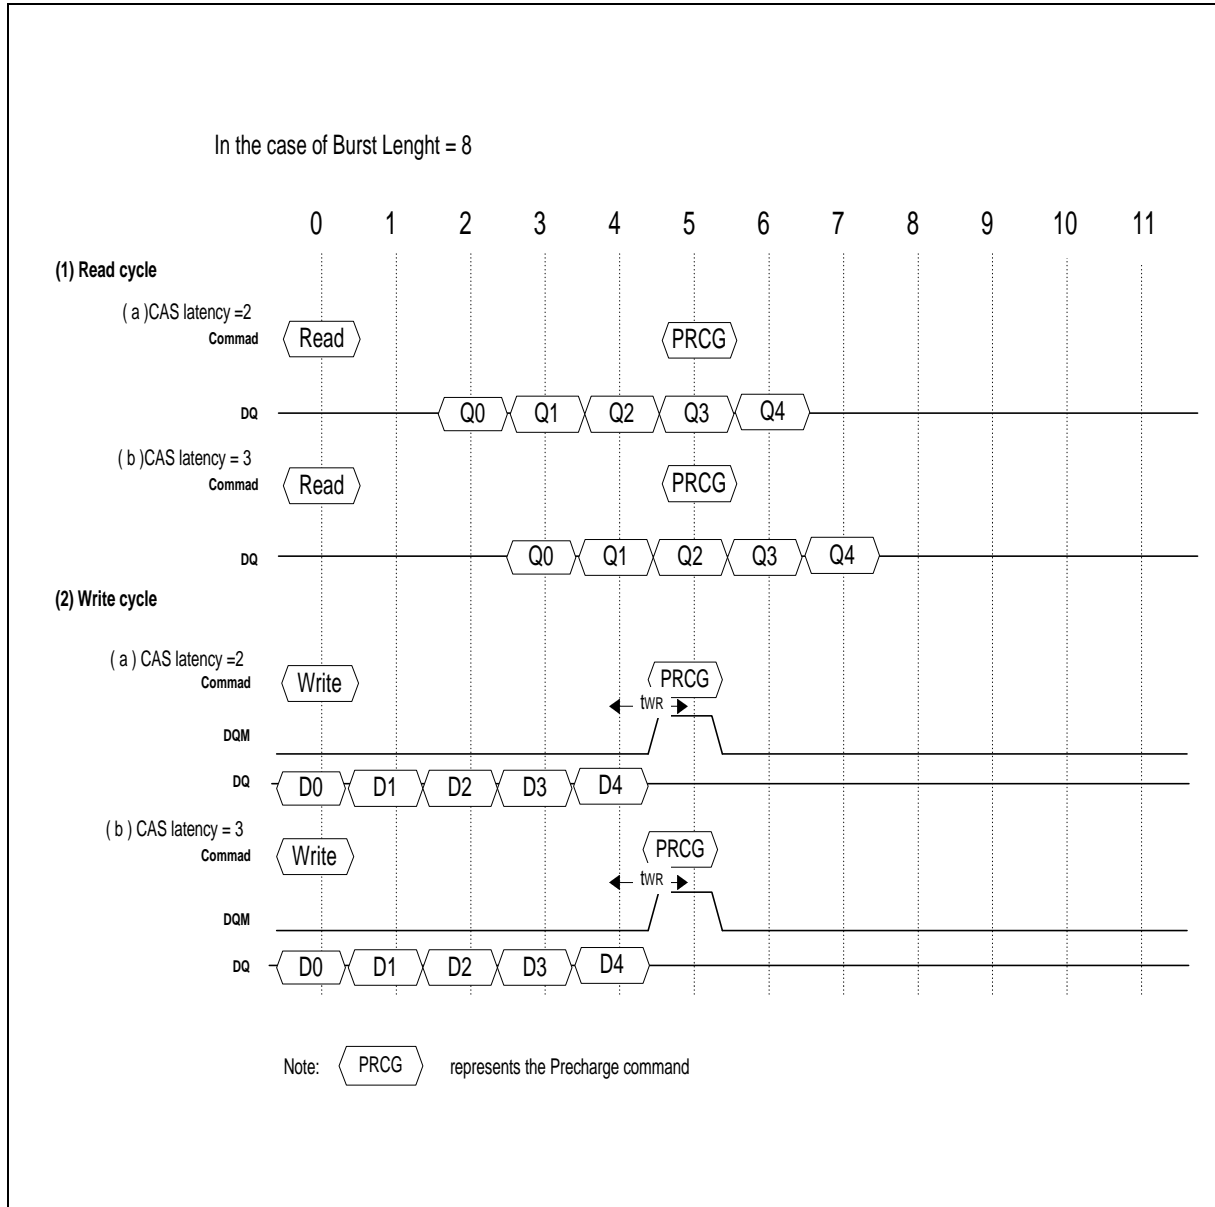 In the case of Burst Lenght = 8
0 1 2 3 4 5 6 7 8 9 10 11
(1) Read cycle
( a )CAS latency =2
Commad Read PRCG
DQ Q0 Q1 Q2 Q3 Q4
( b )CAS latency = 3
Commad Read PRCG
DQ Q0 Q1 Q2 Q3 Q4
(2) Write cycle
( a ) CAS latency =2
Commad Write PRCG
tWR
DQM
DQ D0 D1 D2 D3 D4
( b ) CAS latency = 3
Commad Write PRCG
tWR
DQM
DQ D0 D1 D2 D3 D4
Note: PRCG represents the Precharge command